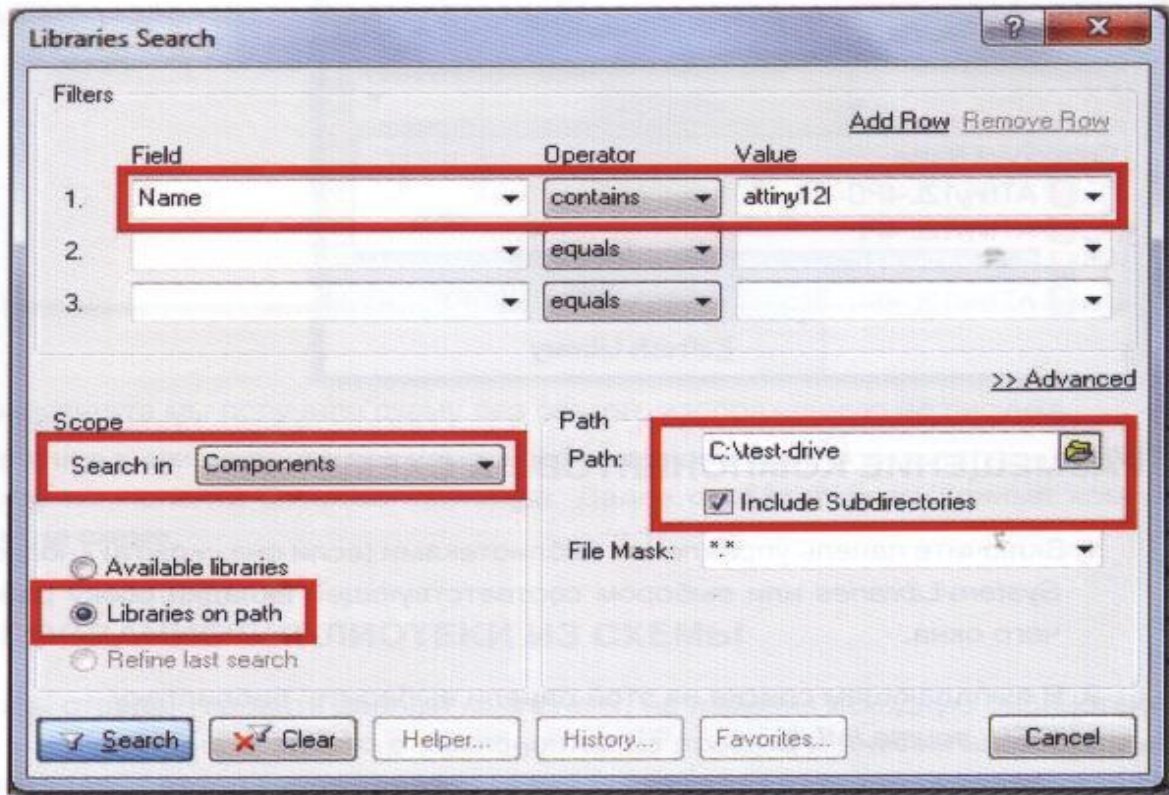 Libraries Search
Filters
Add Row Remove Row
Field Operator Value
1. Name contains attiny12l
2. equals
3. equals
>> Advanced
Scope
Search in Components
Available libraries
Libraries on path
Refine last search
Path
Path: C:\test-drive
Include Subdirectories
File Mask: *.*
Search Clear Helper... History... Favorites... Cancel